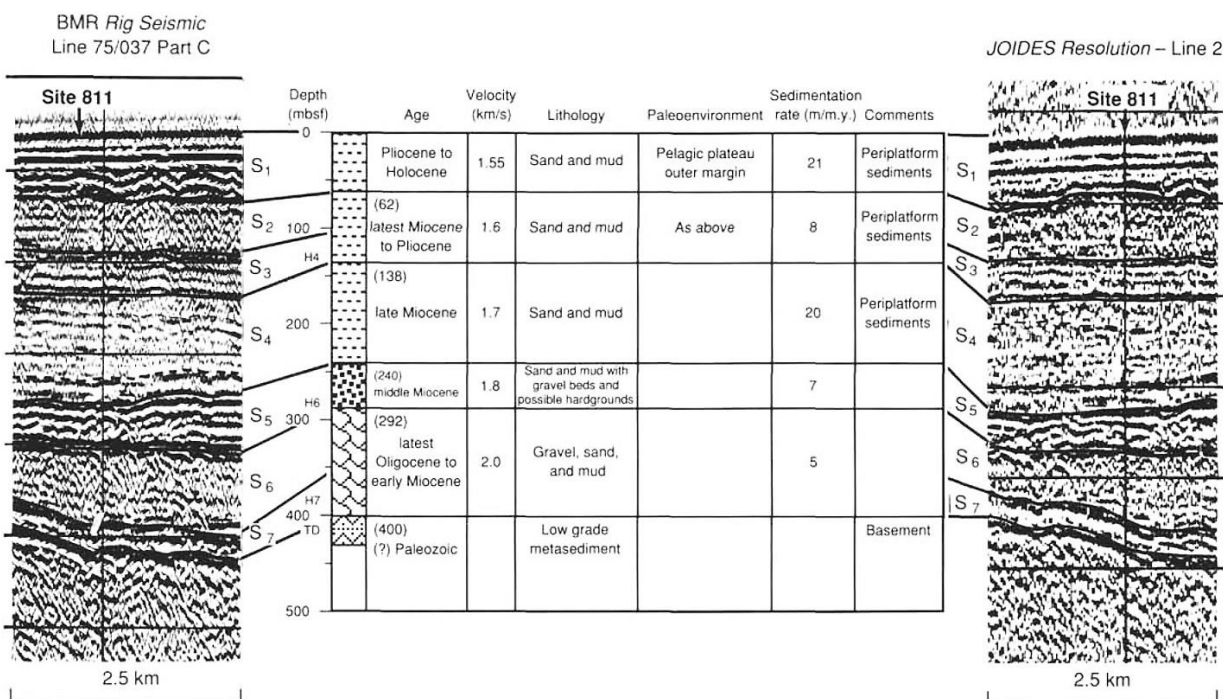 BMR Rig Seismic
Line 75/037 Part C
JOIDES Resolution – Line 2
Site 811
S1
S2
S3
S4
S5
S6
S7
2.5 km
Depth
(mbsf)
Age
Velocity
(km/s)
Lithology
Paleoenvironment
Sedimentation
rate (m/m.y.)
Comments
0
100
H4
200
H6
300
H7
400
TD
500
Pliocene to
Holocene
1.55
Sand and mud
Pelagic plateau
outer margin
21
Periplatform
sediments
(62)
latest Miocene
to Pliocene
1.6
Sand and mud
As above
8
Periplatform
sediments
(138)
late Miocene
1.7
Sand and mud
20
Periplatform
sediments
(240)
middle Miocene
1.8
Sand and mud with
gravel beds and
possible hardgrounds
7
(292)
latest
Oligocene to
early Miocene
2.0
Gravel, sand,
and mud
5
(400)
(?) Paleozoic
Low grade
metasediment
Basement
Site 811
S1
S2
S3
S4
S5
S6
S7
2.5 km